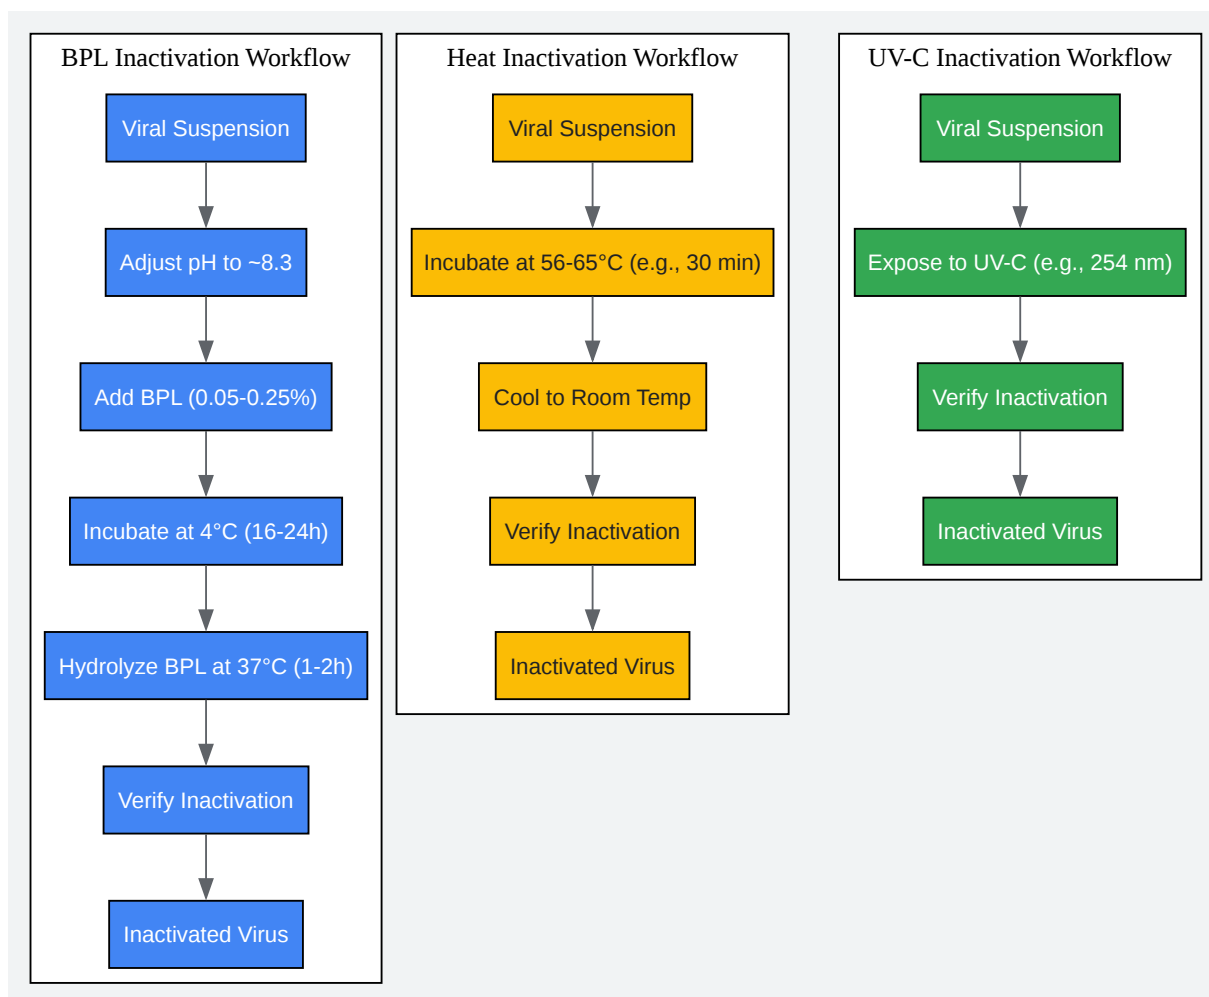 BPL Inactivation Workflow
Viral Suspension
Adjust pH to ~8.3
Add BPL (0.05-0.25%)
Incubate at 4°C (16-24h)
Hydrolyze BPL at 37°C (1-2h)
Verify Inactivation
Inactivated Virus
Heat Inactivation Workflow
Viral Suspension
Incubate at 56-65°C (e.g., 30 min)
Cool to Room Temp
Verify Inactivation
Inactivated Virus
UV-C Inactivation Workflow
Viral Suspension
Expose to UV-C (e.g., 254 nm)
Verify Inactivation
Inactivated Virus